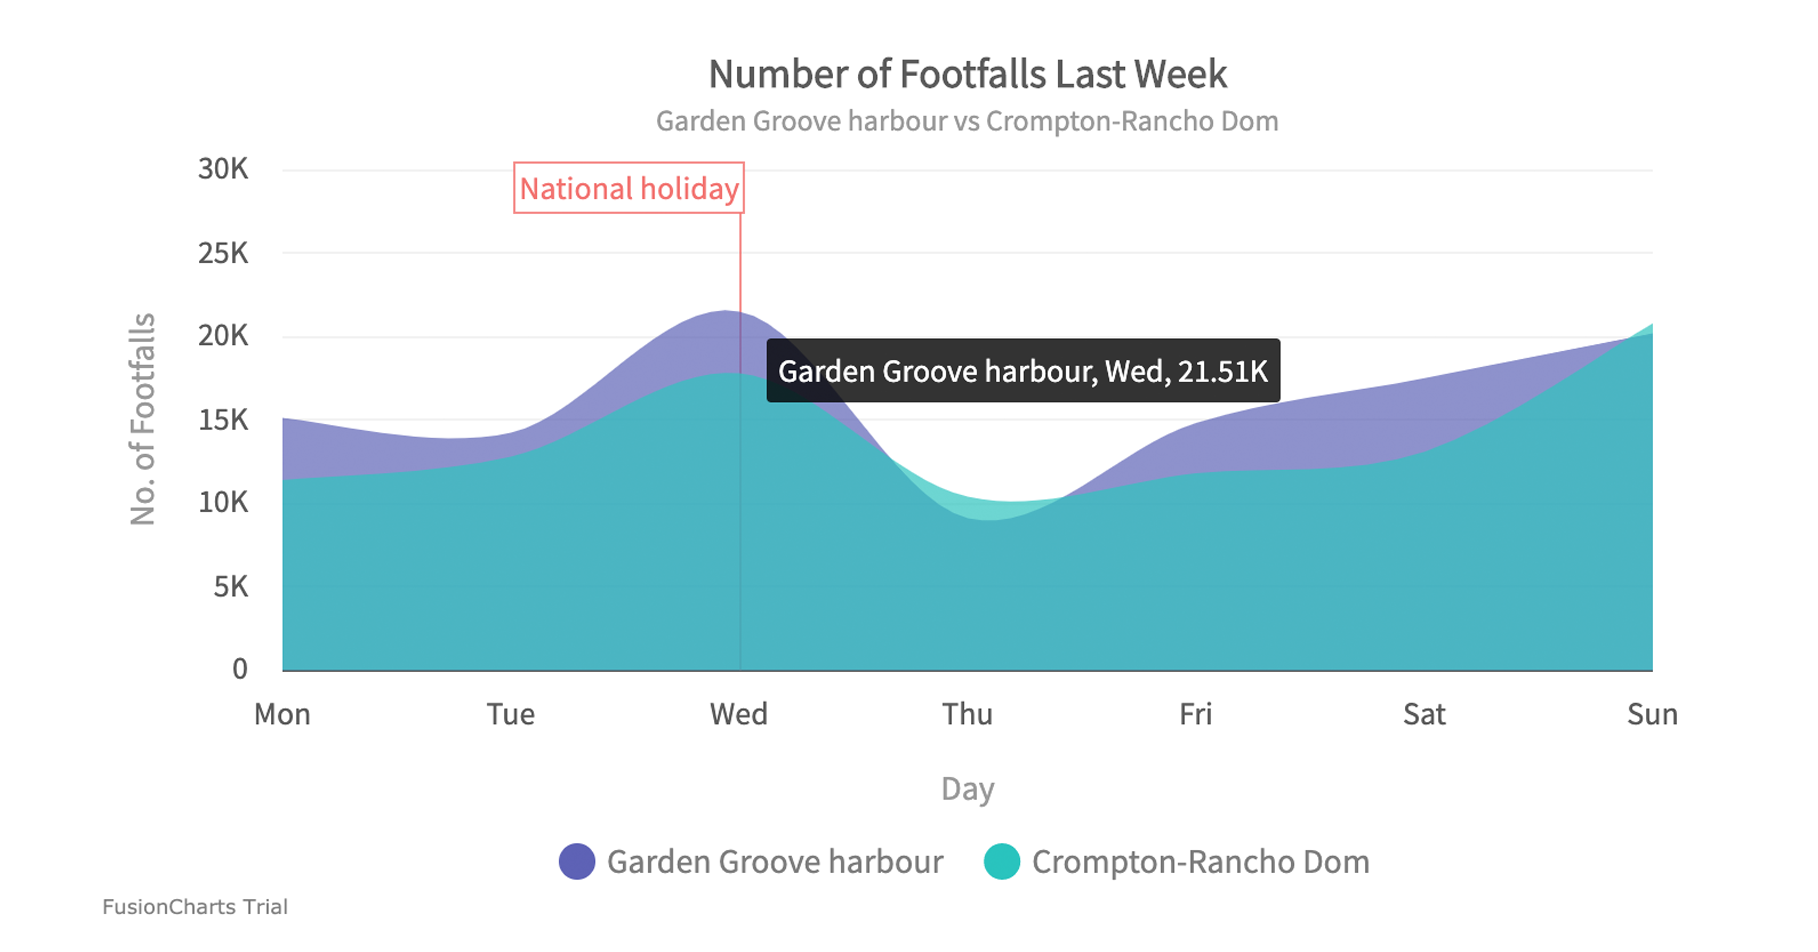 Number of Footfalls Last Week
Garden Groove harbour vs Crompton-Rancho Dom
30K
National holiday
25K
20K
Garden Groove harbour, Wed, 21.51K
15K
10K
5K
0
No. of Footfalls
Mon Tue Wed Thu Fri Sat Sun
Day
Garden Groove harbour Crompton-Rancho Dom
FusionCharts Trial